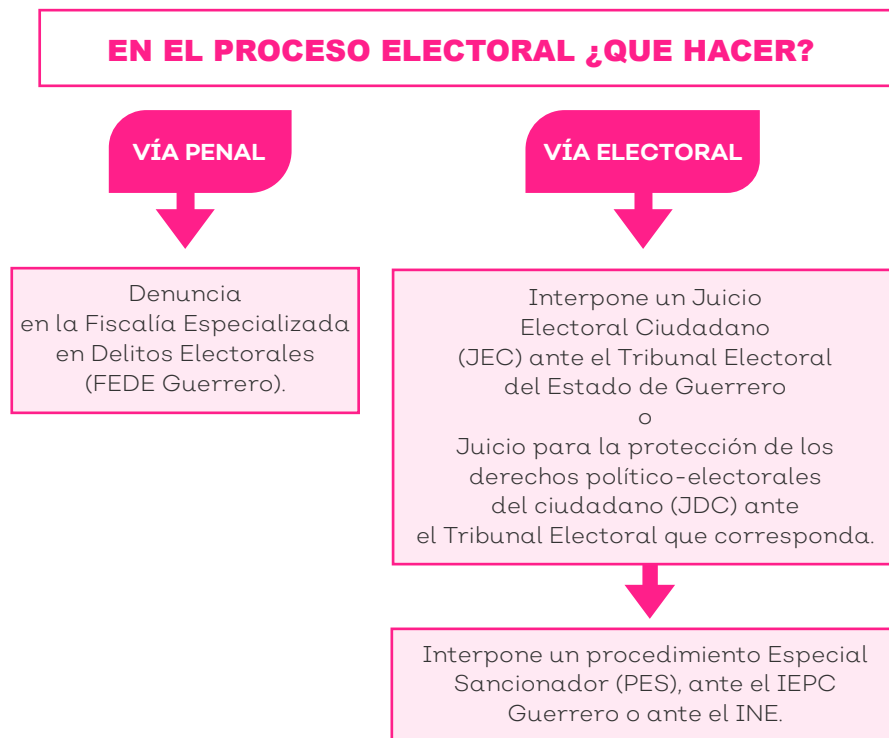 EN EL PROCESO ELECTORAL ¿QUE HACER?
VÍA PENAL
Denuncia
en la Fiscalía Especializada
en Delitos Electorales
(FEDE Guerrero).
VÍA ELECTORAL
Interpone un Juicio
Electoral Ciudadano
(JEC) ante el Tribunal Electoral
del Estado de Guerrero
o
Juicio para la protección de los
derechos político-electorales
del ciudadano (JDC) ante
el Tribunal Electoral que corresponda.
Interpone un procedimiento Especial
Sancionador (PES), ante el IEPC
Guerrero o ante el INE.